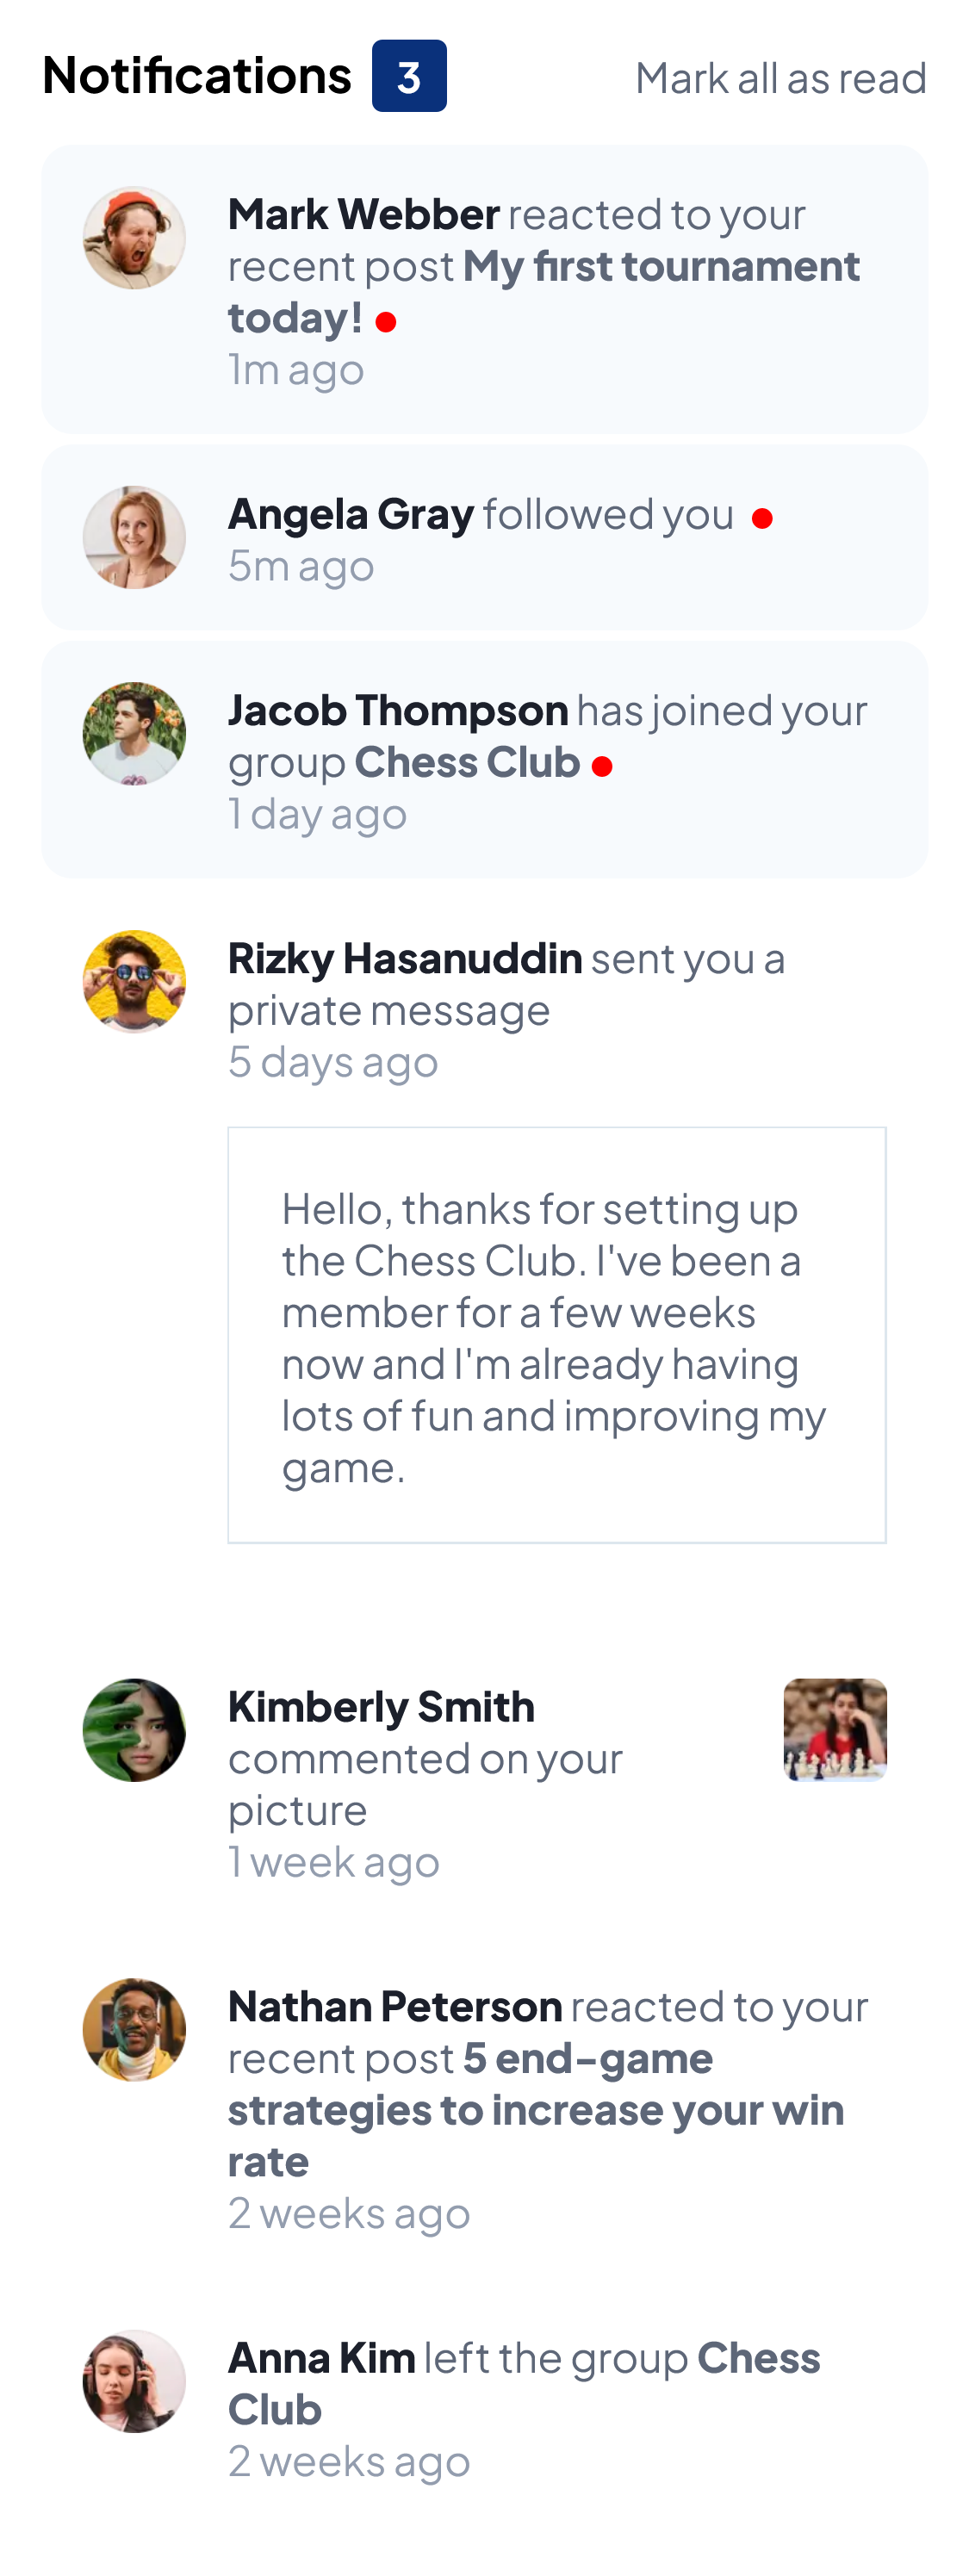 Notifications 3 Mark all as read
Mark Webber reacted to your
recent post My first tournament
today!
1m ago
Angela Gray followed you
5m ago
Jacob Thompson has joined your
group Chess Club
1 day ago
Rizky Hasanuddin sent you a
private message
5 days ago
Hello, thanks for setting up
the Chess Club. I've been a
member for a few weeks
now and I'm already having
lots of fun and improving my
game.
Kimberly Smith
commented on your
picture
1 week ago
Nathan Peterson reacted to your
recent post 5 end-game
strategies to increase your win
rate
2 weeks ago
Anna Kim left the group Chess
Club
2 weeks ago